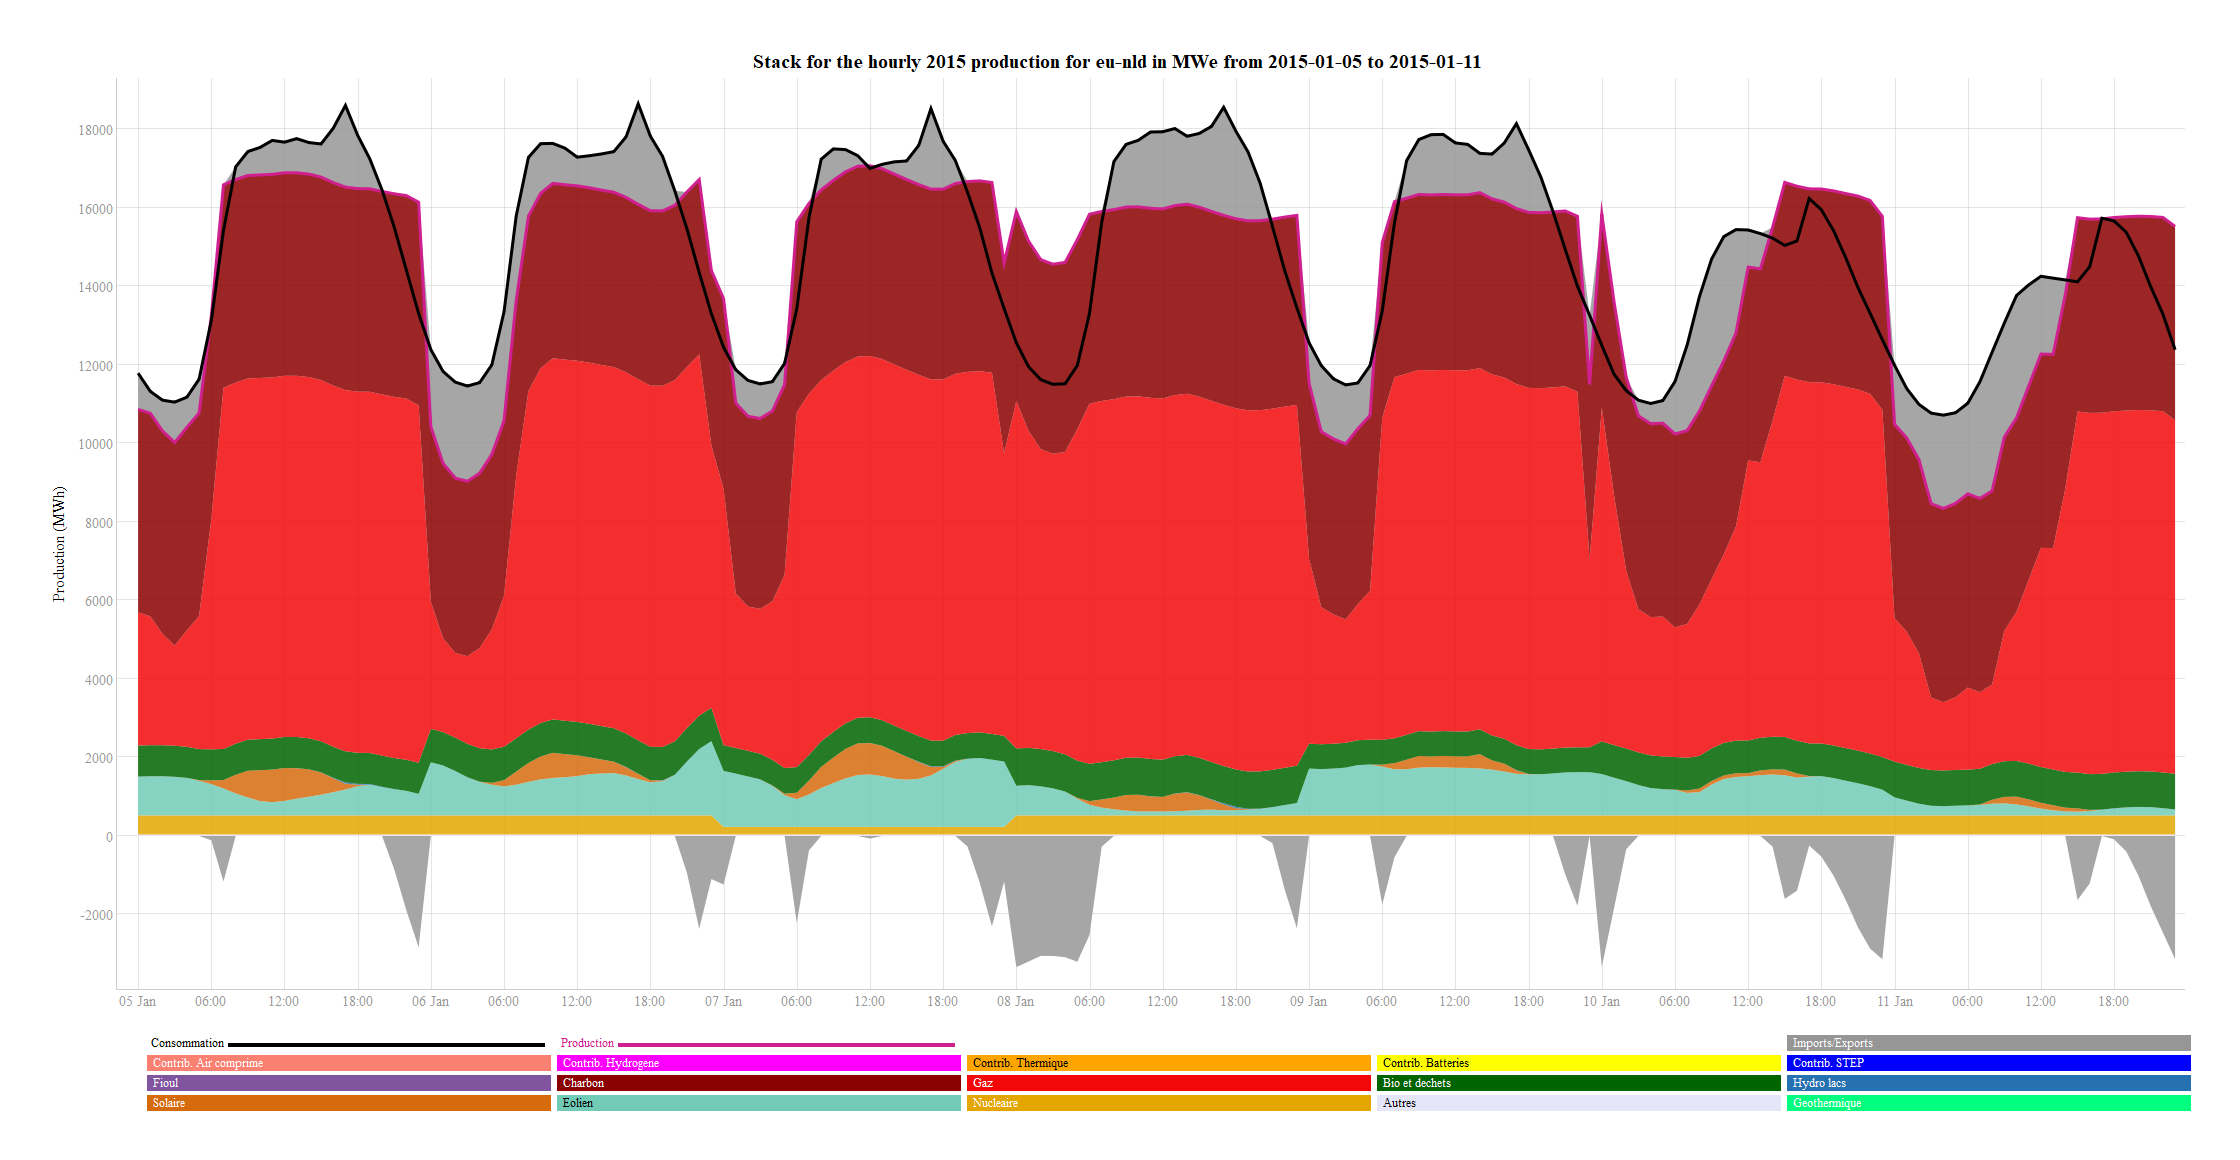 Stack for the hourly 2015 production for eu-nld in MWe from 2015-01-05 to 2015-01-11
18000
16000
14000
12000
10000
8000
6000
4000
2000
0
-2000
Production (MWh)
05 Jan 06:00 12:00 18:00 06 Jan 06:00 12:00 18:00 07 Jan 06:00 12:00 18:00 08 Jan 06:00 12:00 18:00 09 Jan 06:00 12:00 18:00 10 Jan 06:00 12:00 18:00 11 Jan 06:00 12:00 18:00
Consommation Production Imports/Exports
Contrib. Air comprime Contrib. Hydrogene Contrib. Thermique Contrib. Batteries Contrib. STEP
Fioul Charbon Gaz Bio et dechets Hydro lacs
Solaire Eolien Nucleaire Autres Geothermique